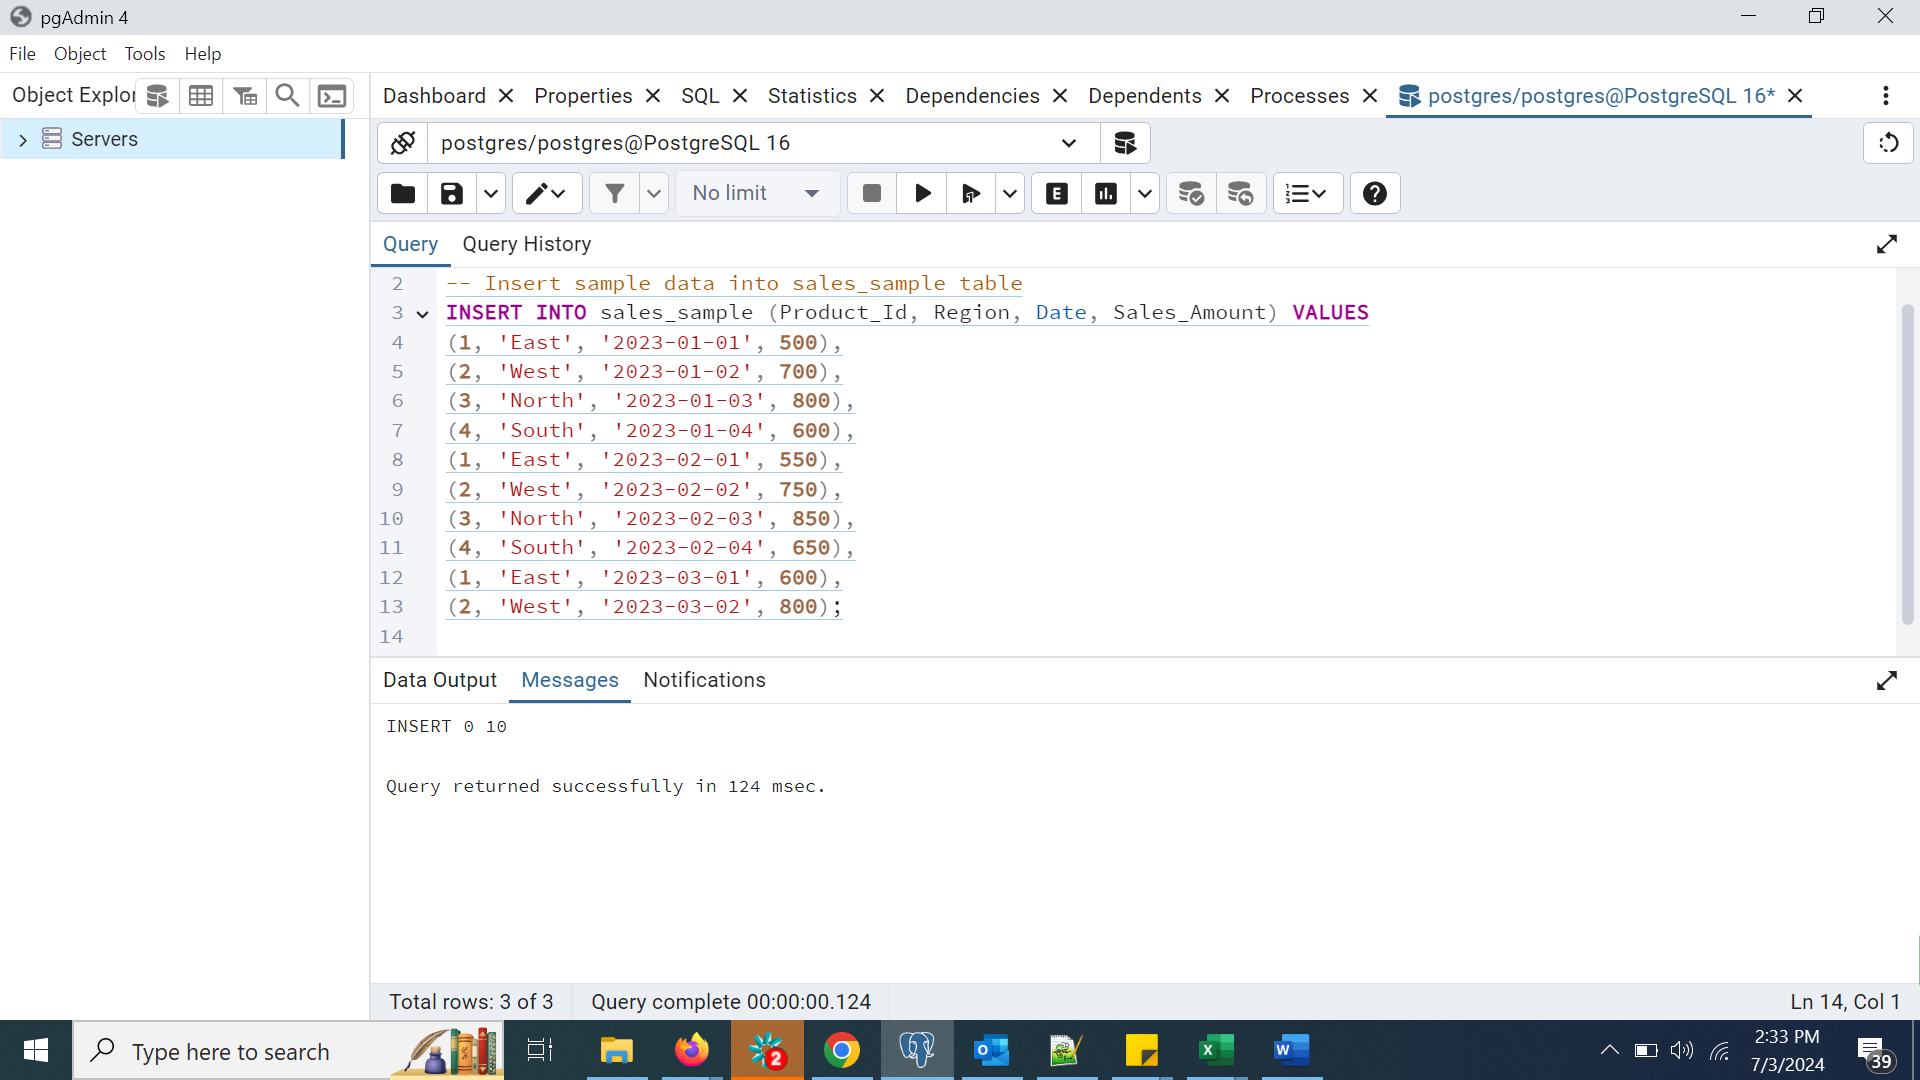 pgAdmin 4
File Object Tools Help
Object Explor
Dashboard Properties SQL Statistics Dependencies Dependents Processes postgres/postgres@PostgreSQL 16*
Servers
postgres/postgres@PostgreSQL 16
No limit E
Query Query History
2 -- Insert sample data into sales_sample table
3 INSERT INTO sales_sample (Product_Id, Region, Date, Sales_Amount) VALUES
4 (1, 'East', '2023-01-01', 500),
5 (2, 'West', '2023-01-02', 700),
6 (3, 'North', '2023-01-03', 800),
7 (4, 'South', '2023-01-04', 600),
8 (1, 'East', '2023-02-01', 550),
9 (2, 'West', '2023-02-02', 750),
10 (3, 'North', '2023-02-03', 850),
11 (4, 'South', '2023-02-04', 650),
12 (1, 'East', '2023-03-01', 600),
13 (2, 'West', '2023-03-02', 800);
14
Data Output Messages Notifications
INSERT 0 10
Query returned successfully in 124 msec.
Total rows: 3 of 3 Query complete 00:00:00.124 Ln 14, Col 1
Type here to search 2 2:33 PM
7/3/2024 39